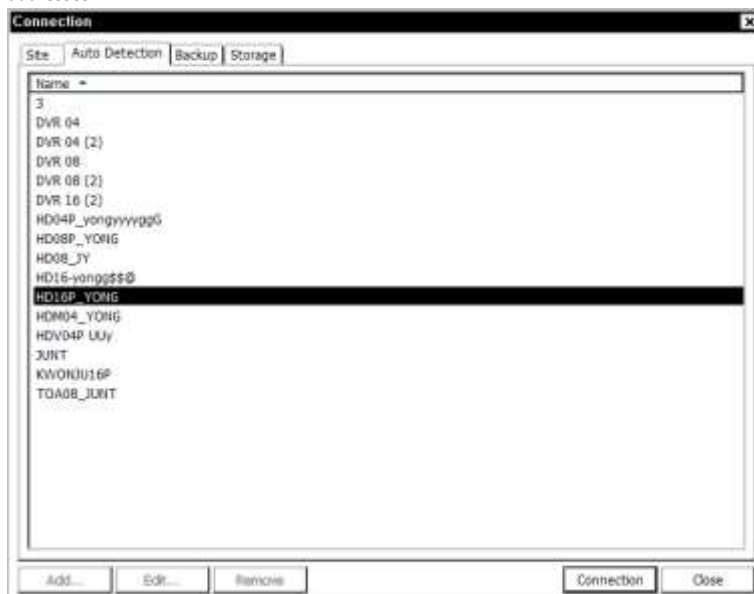 Connection
Site Auto Detection Backup Storage
Name
3
DVR 04
DVR 04 (2)
DVR 08
DVR 08 (2)
DVR 16 (2)
HD04P_yongyyyyggG
HD08P_YONG
HD08_JY
HD16-yongg$$@
HD16P_YONG
HDM04_YONG
HDV04P UUy
JUNT
KWONJU16P
TOA08_JUNT
Add... Edit... Remove Connection Close